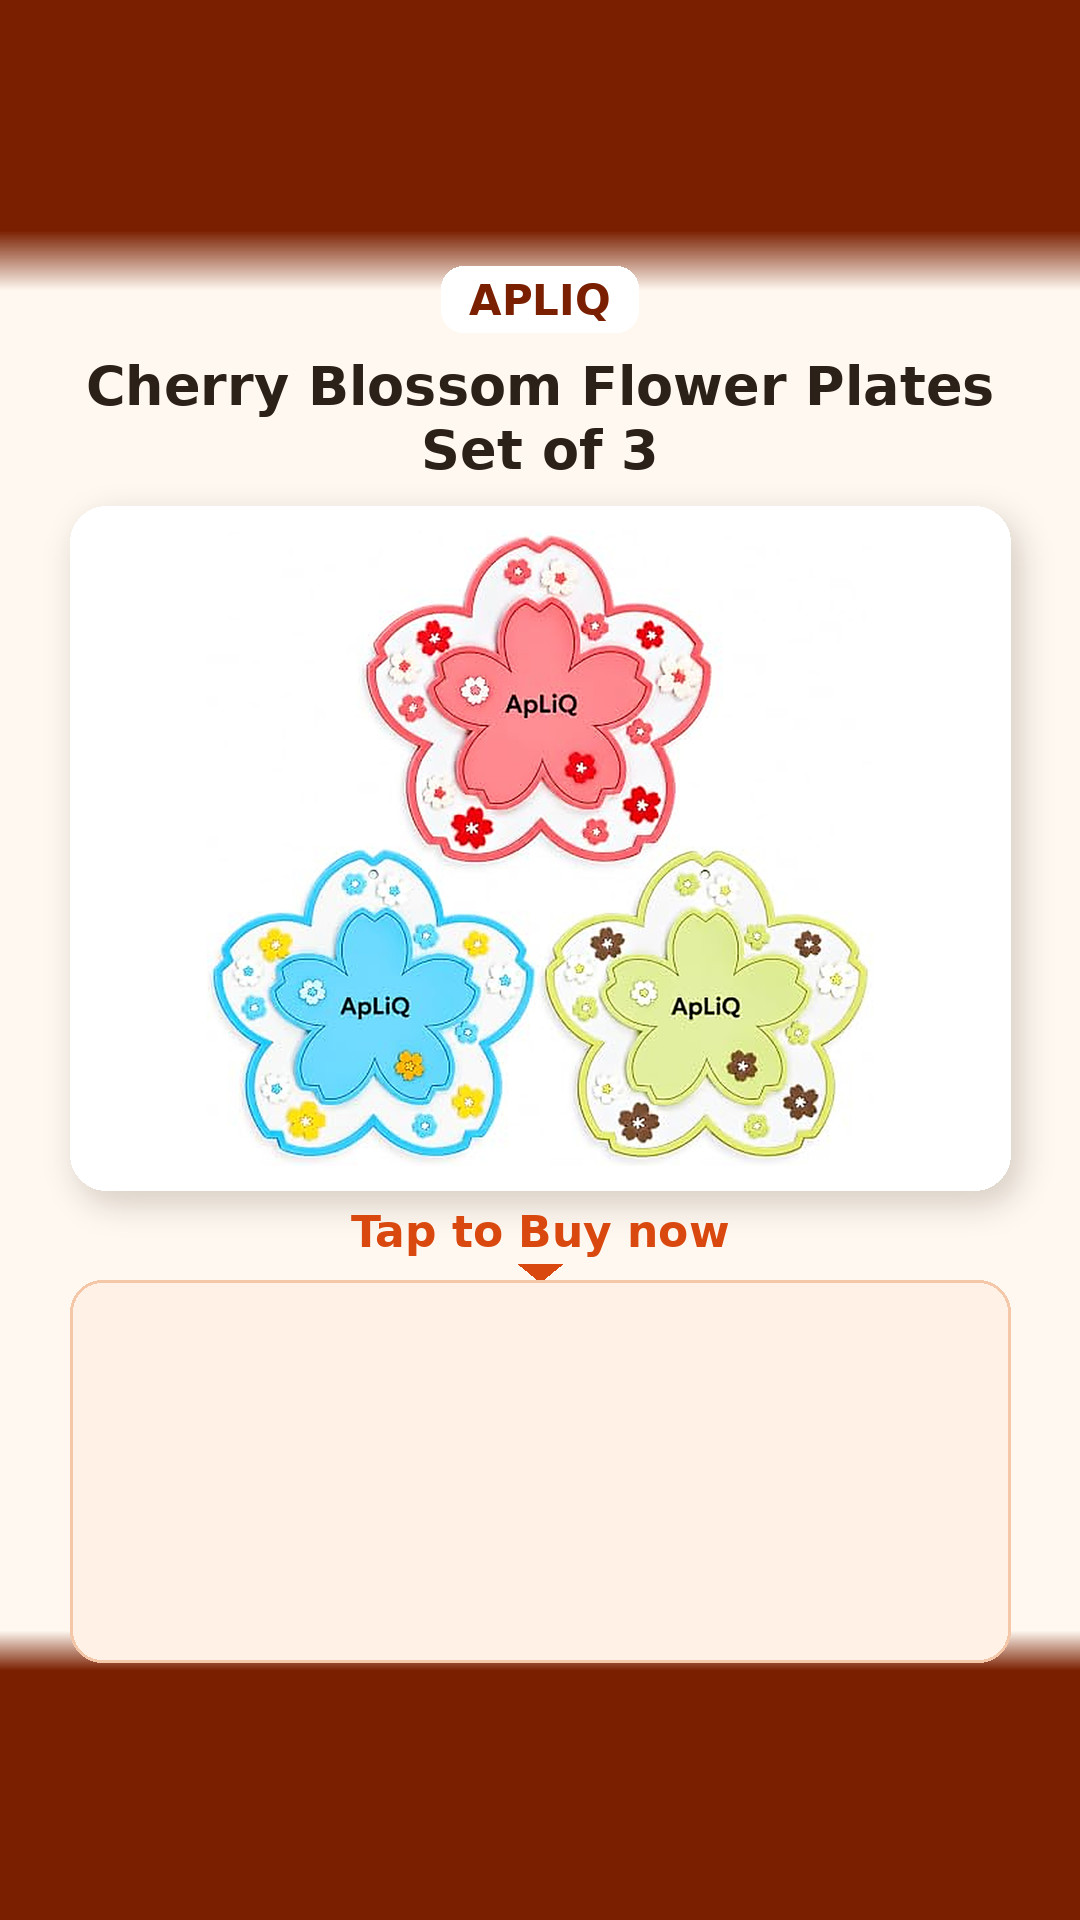 APLIQ
Cherry Blossom Flower Plates
Set of 3
ApLiQ
ApLiQ
ApLiQ
Tap to Buy now